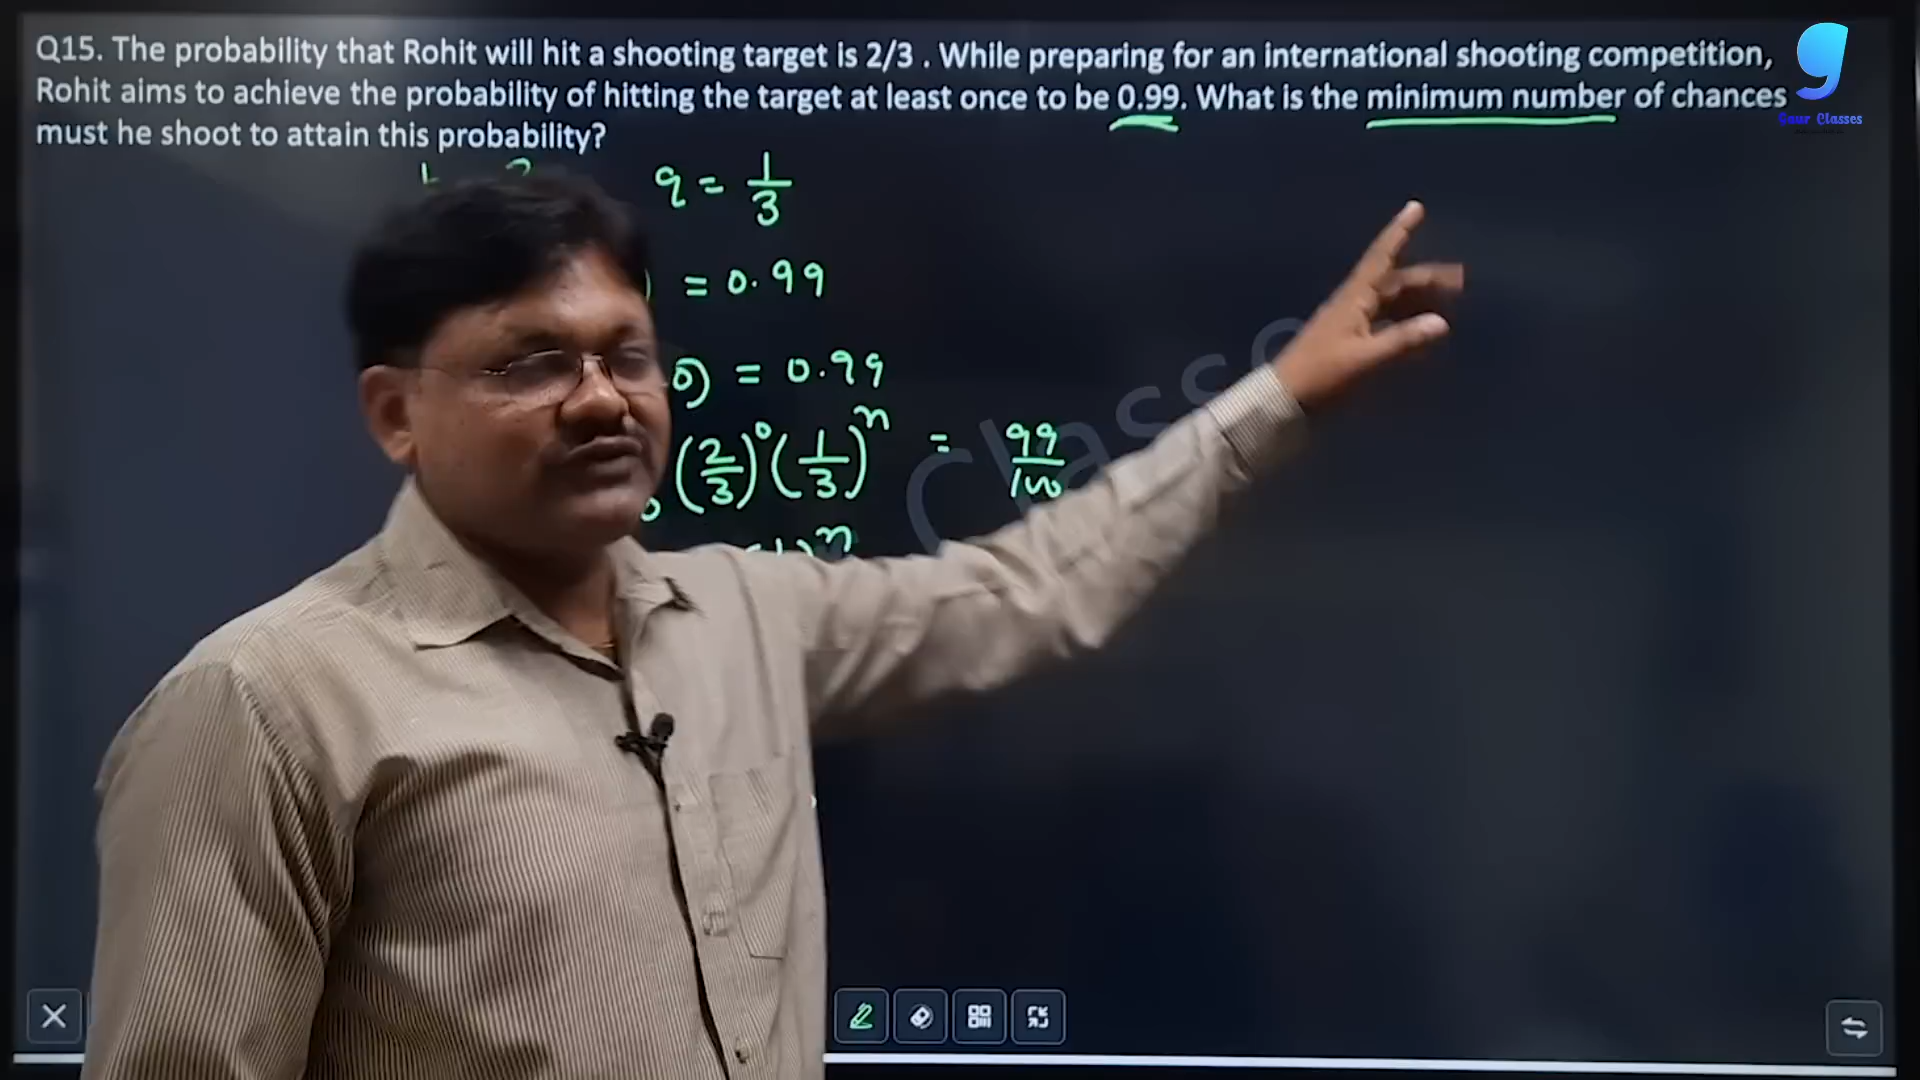 Q15. The probability that Rohit will hit a shooting target is 2/3 . While preparing for an international shooting competition,
Rohit aims to achieve the probability of hitting the target at least once to be 0.99. What is the minimum number of chances
must he shoot to attain this probability?
g
Gaur Classes
q = 1/3
) = 0.99
0) = 0.99
0 (2/3)^0 (1/3)^n = 99/100
n
Classe